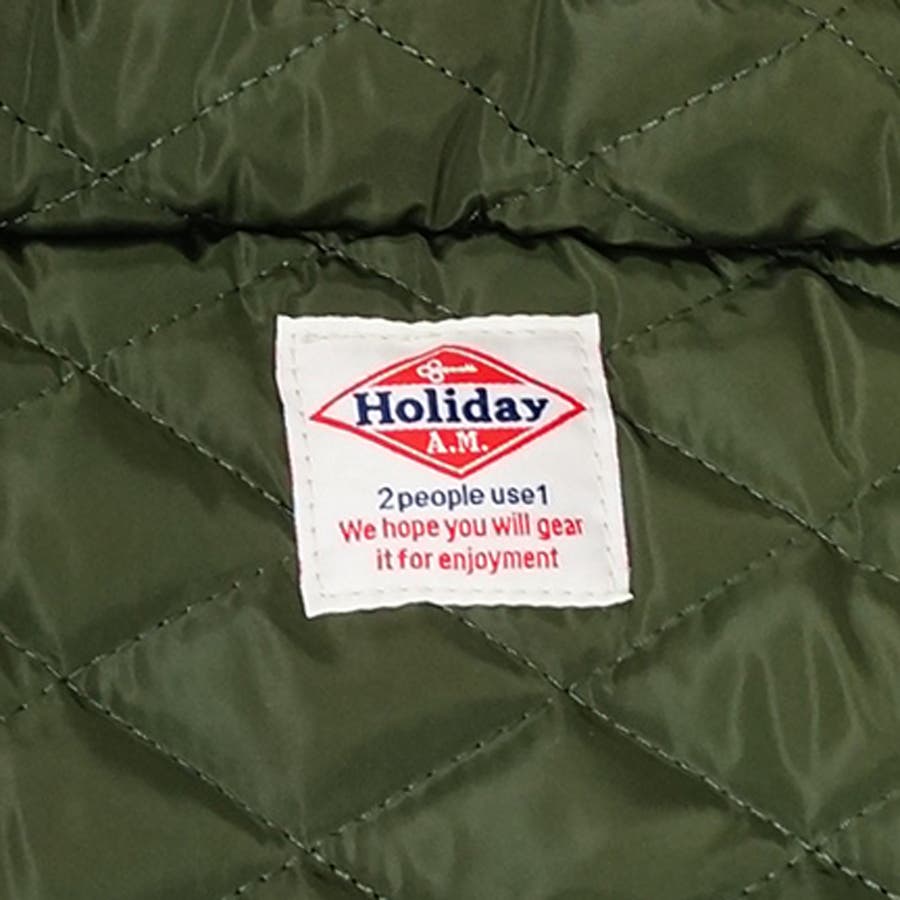 Holiday
A.M.
2people use1
We hope you will gear
it for enjoyment